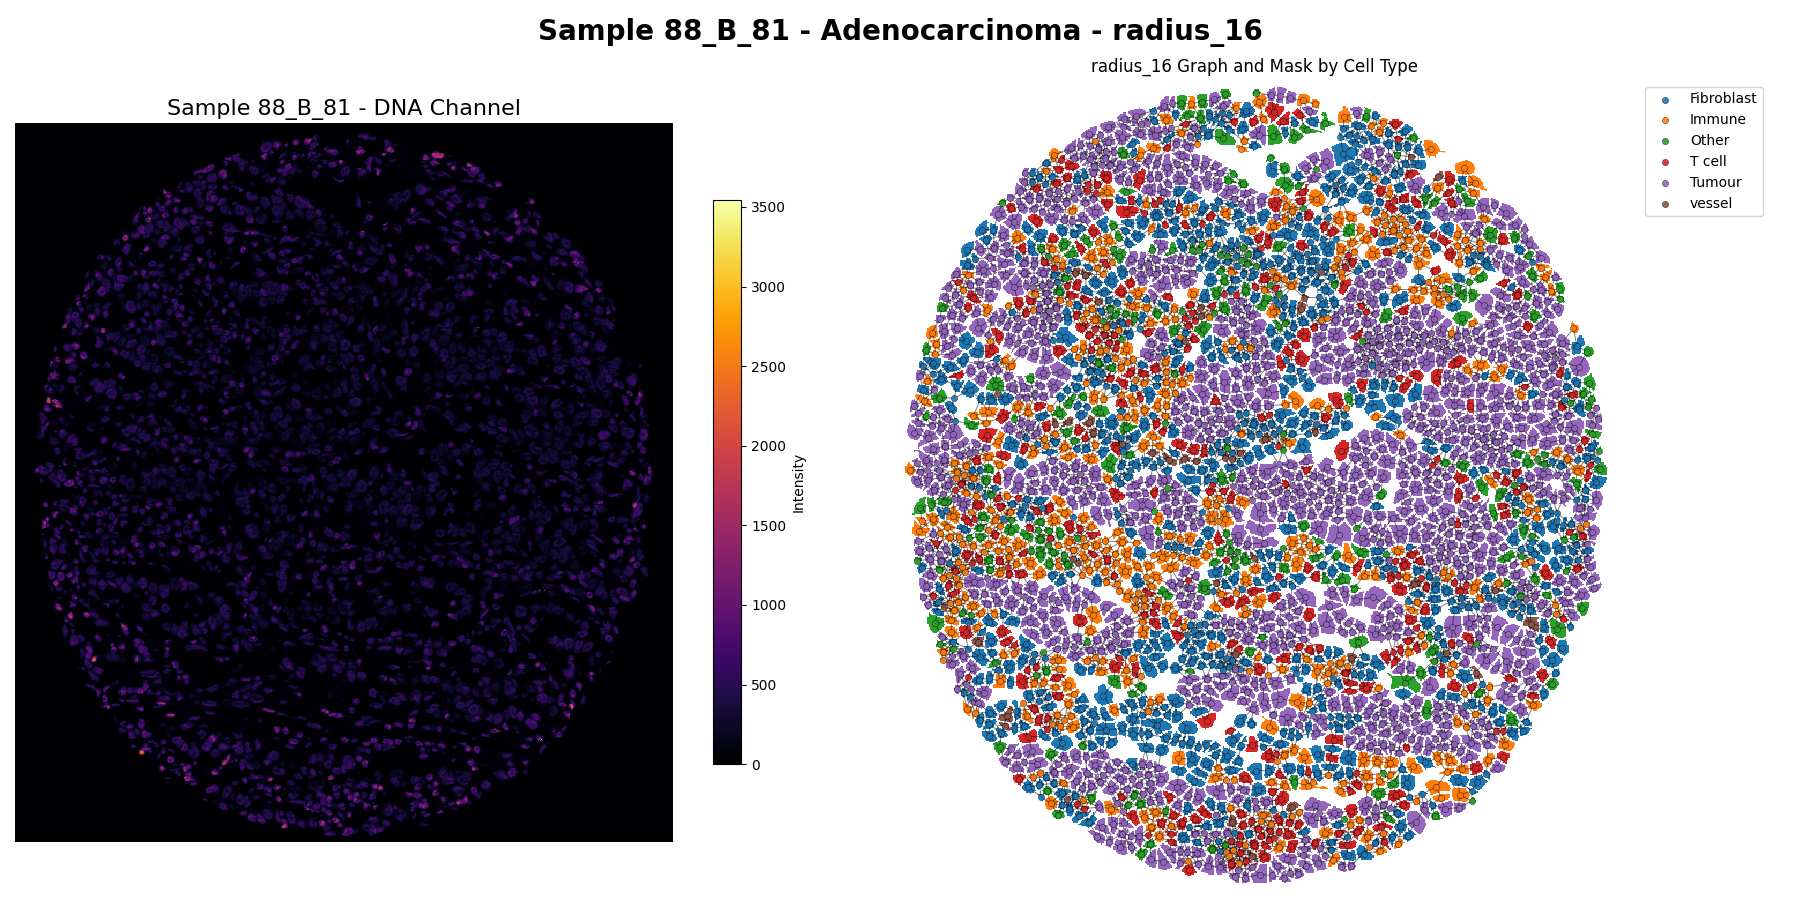 Sample 88_B_81 - Adenocarcinoma - radius_16
Sample 88_B_81 - DNA Channel
3500
3000
2500
2000
1500
1000
500
0
Intensity
radius_16 Graph and Mask by Cell Type
Fibroblast
Immune
Other
T cell
Tumour
vessel